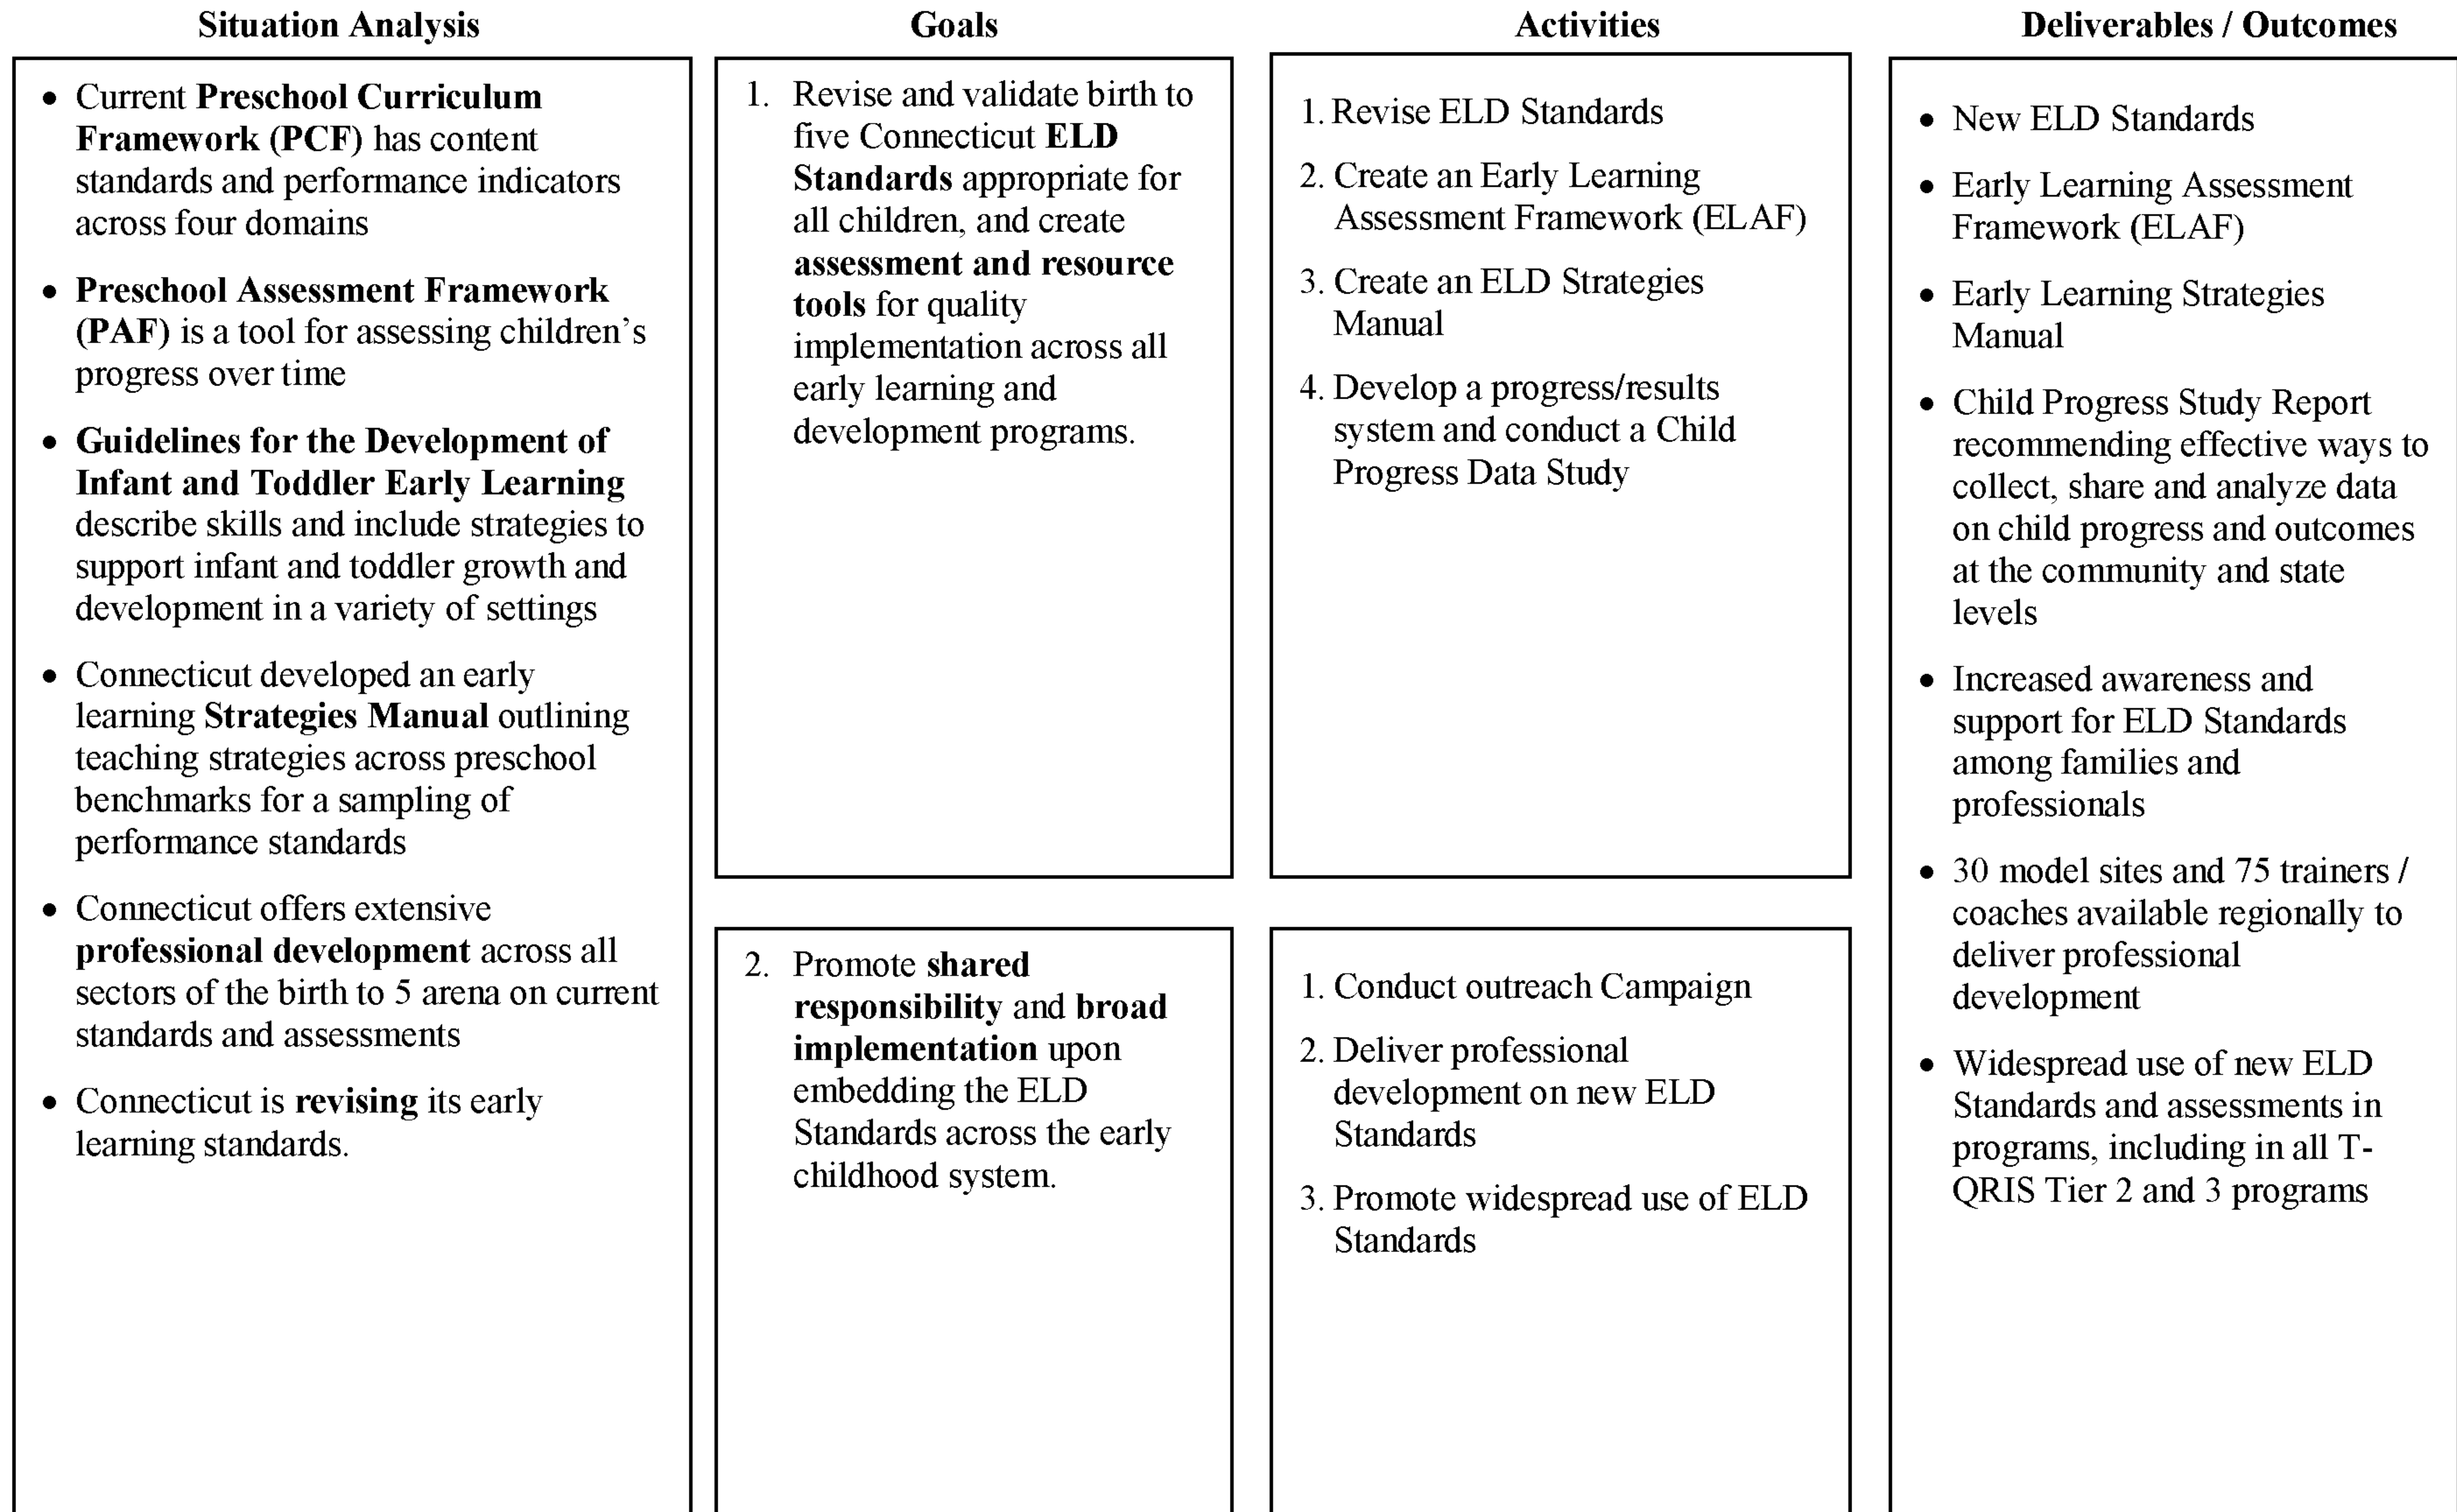 Situation Analysis
• Current Preschool Curriculum
Framework (PCF) has content
standards and performance indicators
across four domains
• Preschool Assessment Framework
(PAF) is a tool for assessing children’s
progress over time
• Guidelines for the Development of
Infant and Toddler Early Learning
describe skills and include strategies to
support infant and toddler growth and
development in a variety of settings
• Connecticut developed an early
learning Strategies Manual outlining
teaching strategies across preschool
benchmarks for a sampling of
performance standards
• Connecticut offers extensive
professional development across all
sectors of the birth to 5 arena on current
standards and assessments
• Connecticut is revising its early
learning standards.
Goals
1. Revise and validate birth to
five Connecticut ELD
Standards appropriate for
all children, and create
assessment and resource
tools for quality
implementation across all
early learning and
development programs.
2. Promote shared
responsibility and broad
implementation upon
embedding the ELD
Standards across the early
childhood system.
Activities
1. Revise ELD Standards
2. Create an Early Learning
Assessment Framework (ELAF)
3. Create an ELD Strategies
Manual
4. Develop a progress/results
system and conduct a Child
Progress Data Study
1. Conduct outreach Campaign
2. Deliver professional
development on new ELD
Standards
3. Promote widespread use of ELD
Standards
Deliverables / Outcomes
• New ELD Standards
• Early Learning Assessment
Framework (ELAF)
• Early Learning Strategies
Manual
• Child Progress Study Report
recommending effective ways to
collect, share and analyze data
on child progress and outcomes
at the community and state
levels
• Increased awareness and
support for ELD Standards
among families and
professionals
• 30 model sites and 75 trainers /
coaches available regionally to
deliver professional
development
• Widespread use of new ELD
Standards and assessments in
programs, including in all T-
QRIS Tier 2 and 3 programs